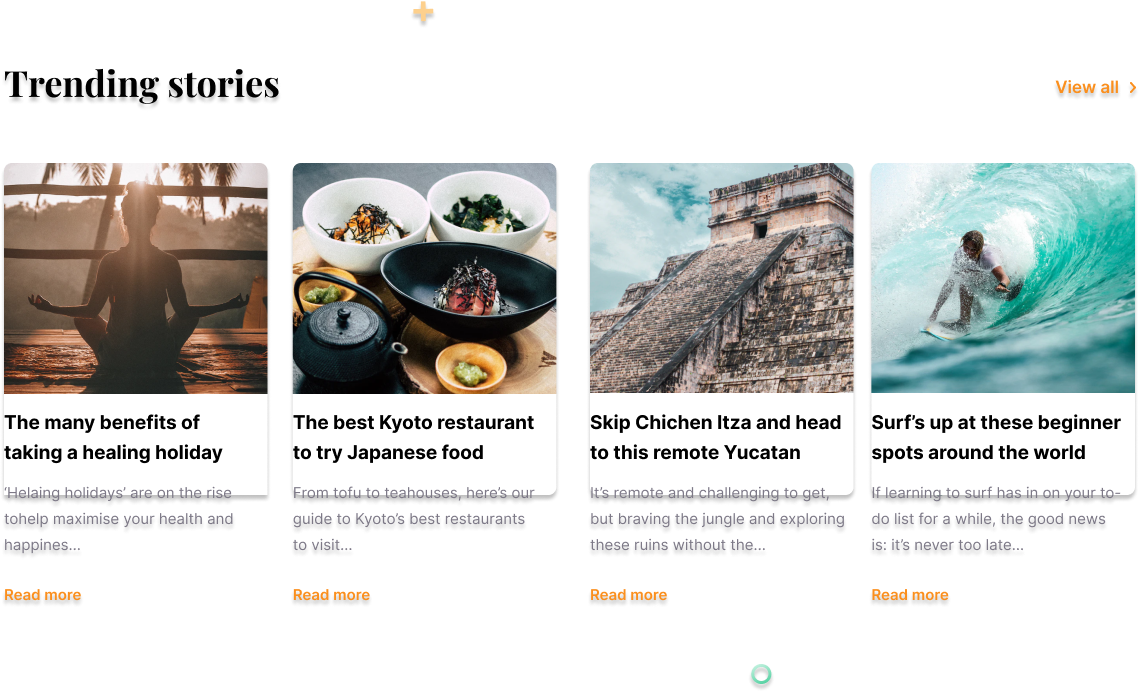 Trending stories
View all
The many benefits of
taking a healing holiday
‘Helaing holidays’ are on the rise
tohelp maximise your health and
happines...
Read more
The best Kyoto restaurant
to try Japanese food
From tofu to teahouses, here’s our
guide to Kyoto’s best restaurants
to visit...
Read more
Skip Chichen Itza and head
to this remote Yucatan
It’s remote and challenging to get,
but braving the jungle and exploring
these ruins without the...
Read more
Surf’s up at these beginner
spots around the world
If learning to surf has in on your to-
do list for a while, the good news
is: it’s never too late...
Read more